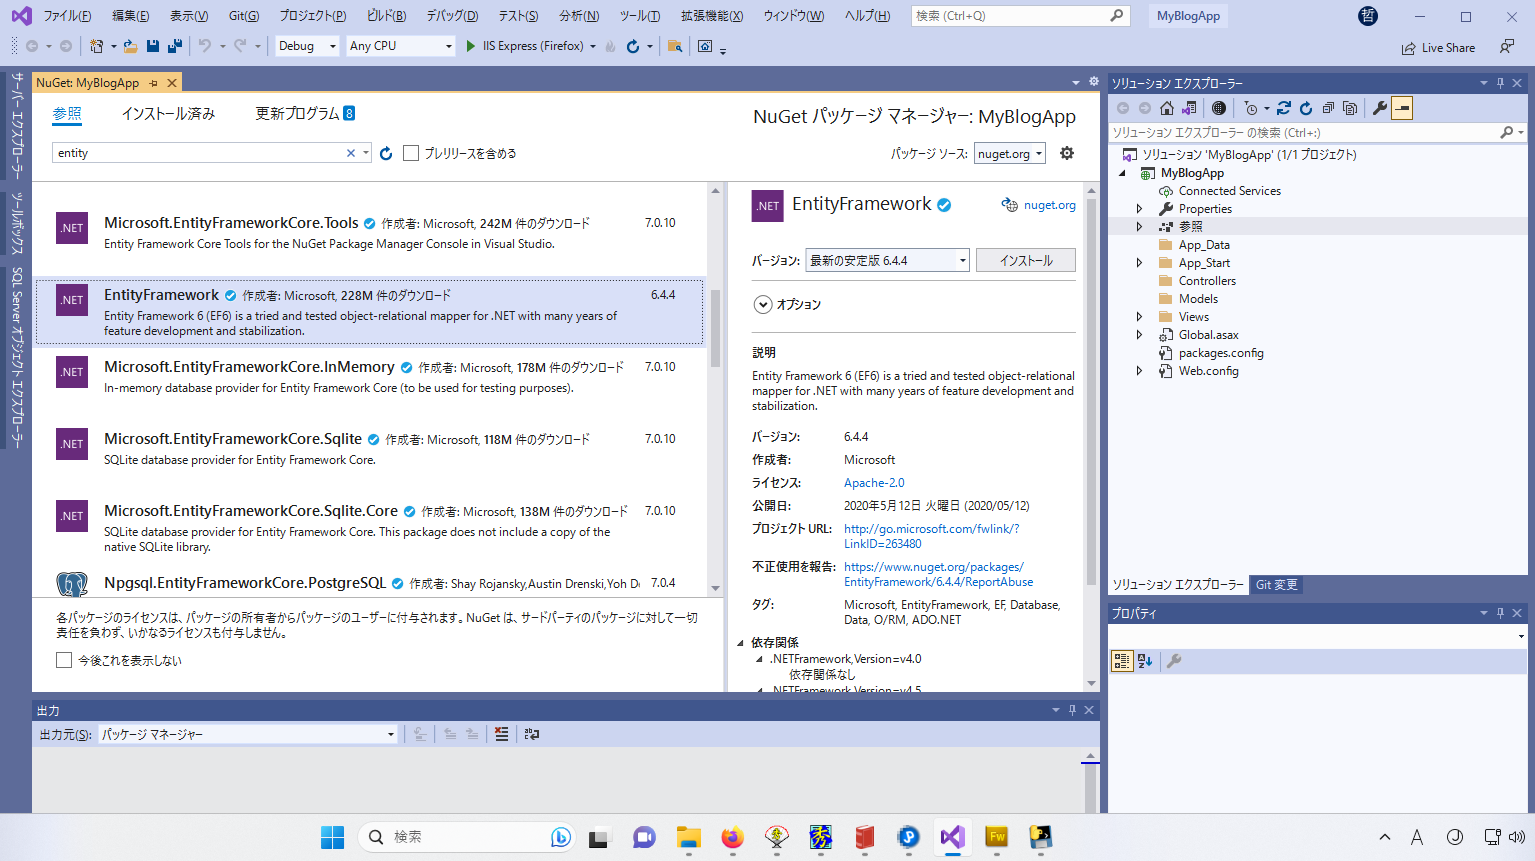 ファイル(F)
編集(E)
表示(V)
Git(G)
プロジェクト(P)
ビルド(B)
デバッグ(D)
テスト(S)
分析(N)
ツール(T)
拡張機能(X)
ウィンドウ(W)
ヘルプ(H)
検索 (Ctrl+Q)
MyBlogApp
哲
Debug
Any CPU
IIS Express (Firefox)
Live Share
サーバー エクスプローラー
ツールボックス
SQL Server オブジェクト エクスプローラー
NuGet: MyBlogApp
参照
インストール済み
更新プログラム 8
NuGet パッケージ マネージャー: MyBlogApp
entity
プレリリースを含める
パッケージ ソース: nuget.org
.NET
Microsoft.EntityFrameworkCore.Tools 作成者: Microsoft, 242M 件のダウンロード 7.0.10
Entity Framework Core Tools for the NuGet Package Manager Console in Visual Studio.
.NET
EntityFramework 作成者: Microsoft, 228M 件のダウンロード 6.4.4
Entity Framework 6 (EF6) is a tried and tested object-relational mapper for .NET with many years of
feature development and stabilization.
.NET
Microsoft.EntityFrameworkCore.InMemory 作成者: Microsoft, 178M 件のダウンロード 7.0.10
In-memory database provider for Entity Framework Core (to be used for testing purposes).
.NET
Microsoft.EntityFrameworkCore.Sqlite 作成者: Microsoft, 118M 件のダウンロード 7.0.10
SQLite database provider for Entity Framework Core.
.NET
Microsoft.EntityFrameworkCore.Sqlite.Core 作成者: Microsoft, 138M 件のダウンロード 7.0.10
SQLite database provider for Entity Framework Core. This package does not include a copy of the
native SQLite library.
Npgsql.EntityFrameworkCore.PostgreSQL 作成者: Shay Rojansky,Austin Drenski,Yoh 7.0.4
各パッケージのライセンスは、パッケージの所有者からパッケージのユーザーに付与されます。NuGet は、サードパーティのパッケージに対して一切
責任を負わず、いかなるライセンスも付与しません。
今後これを表示しない
.NET
EntityFramework
nuget.org
バージョン: 最新の安定版 6.4.4
インストール
オプション
説明
Entity Framework 6 (EF6) is a tried and tested object-relational
mapper for .NET with many years of feature development and
stabilization.
バージョン: 6.4.4
作成者: Microsoft
ライセンス: Apache-2.0
公開日: 2020年5月12日 火曜日 (2020/05/12)
プロジェクト URL: http://go.microsoft.com/fwlink/?
LinkID=263480
不正使用を報告: https://www.nuget.org/packages/
EntityFramework/6.4.4/ReportAbuse
タグ: Microsoft, EntityFramework, EF, Database,
Data, O/RM, ADO.NET
依存関係
.NETFramework,Version=v4.0
依存関係なし
.NETFramework,Version=v4.5
出力
出力元(S): パッケージ マネージャー
ソリューション エクスプローラー
ソリューション エクスプローラー の検索 (Ctrl+:)
ソリューション 'MyBlogApp' (1/1 プロジェクト)
MyBlogApp
Connected Services
Properties
参照
App_Data
App_Start
Controllers
Models
Views
Global.asax
packages.config
Web.config
ソリューション エクスプローラー
Git 変更
プロパティ
検索
秀
Fw
A
J